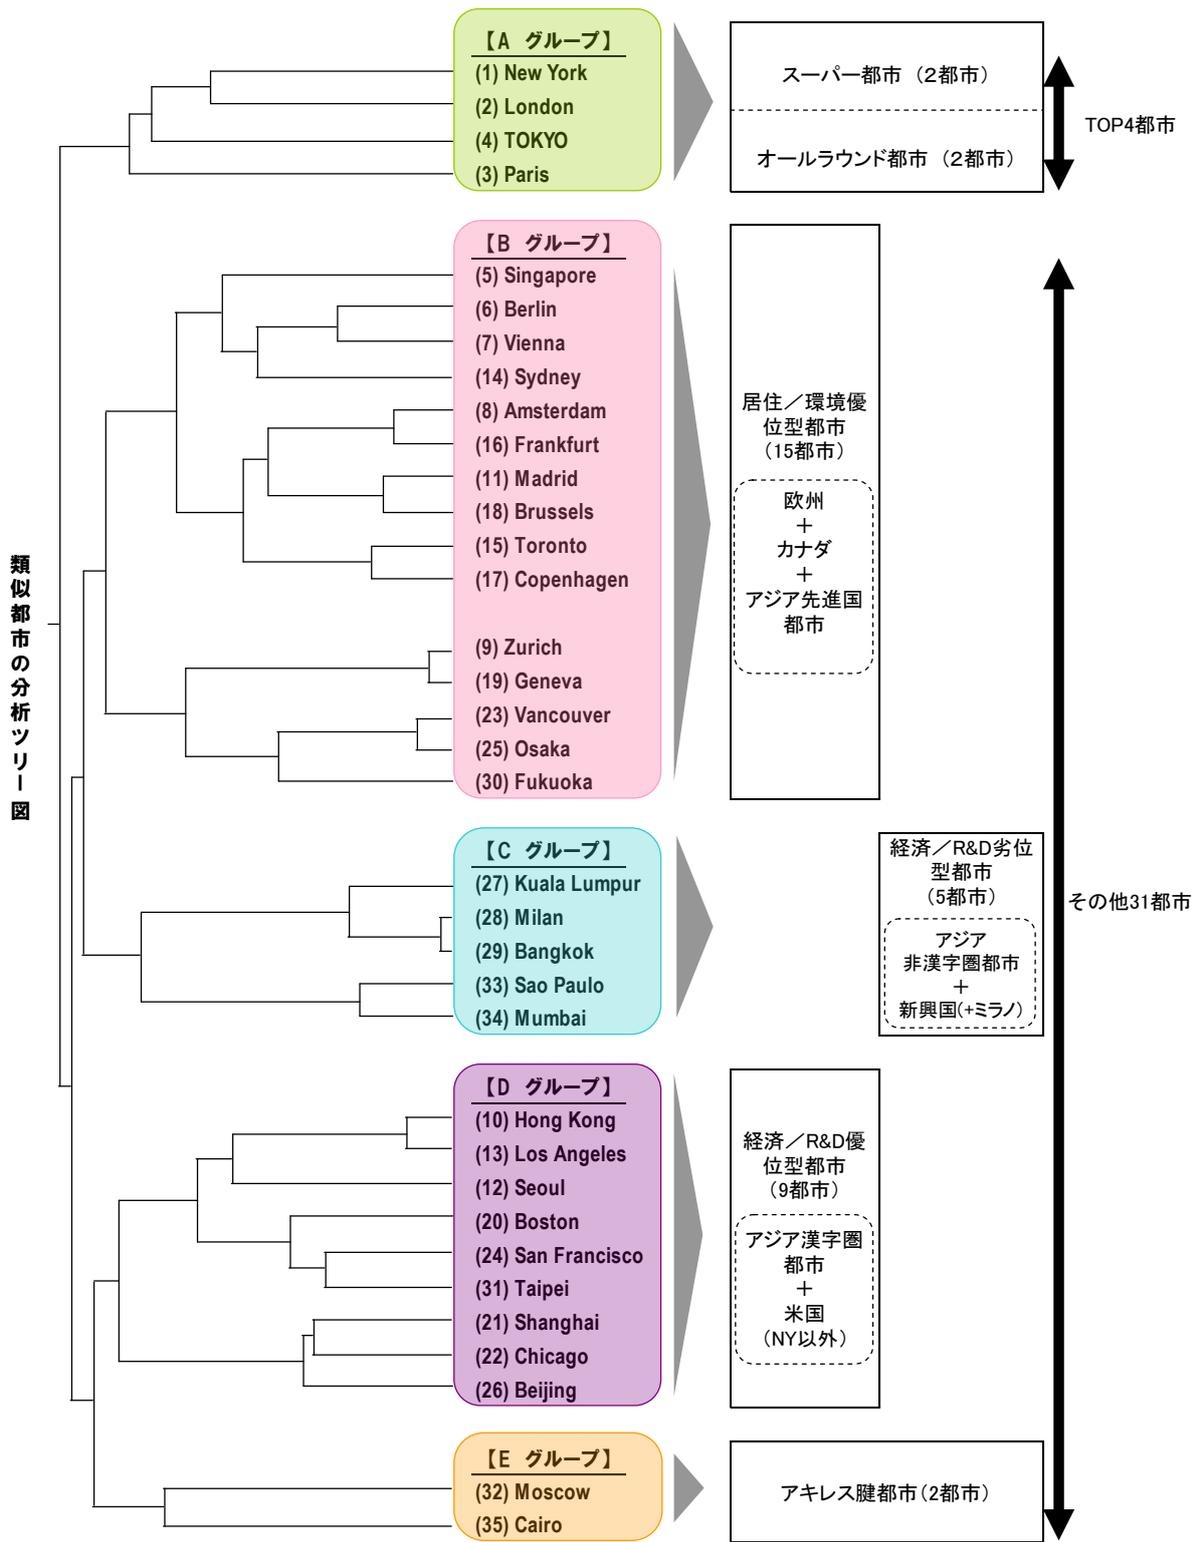 類似都市の分析ツリー図
【A グループ】
(1) New York
(2) London
(4) TOKYO
(3) Paris
スーパー都市 (2都市)
オールラウンド都市 (2都市)
TOP4都市
【B グループ】
(5) Singapore
(6) Berlin
(7) Vienna
(14) Sydney
(8) Amsterdam
(16) Frankfurt
(11) Madrid
(18) Brussels
(15) Toronto
(17) Copenhagen
(9) Zurich
(19) Geneva
(23) Vancouver
(25) Osaka
(30) Fukuoka
居住/環境優
位型都市
(15都市)
欧州
+
カナダ
+
アジア先進国
都市
【C グループ】
(27) Kuala Lumpur
(28) Milan
(29) Bangkok
(33) Sao Paulo
(34) Mumbai
経済/R&D劣位
型都市
(5都市)
アジア
非漢字圏都市
+
新興国(+ミラノ)
その他31都市
【D グループ】
(10) Hong Kong
(13) Los Angeles
(12) Seoul
(20) Boston
(24) San Francisco
(31) Taipei
(21) Shanghai
(22) Chicago
(26) Beijing
経済/R&D優
位型都市
(9都市)
アジア漢字圏
都市
+
米国
(NY以外)
【E グループ】
(32) Moscow
(35) Cairo
アキレス腱都市(2都市)